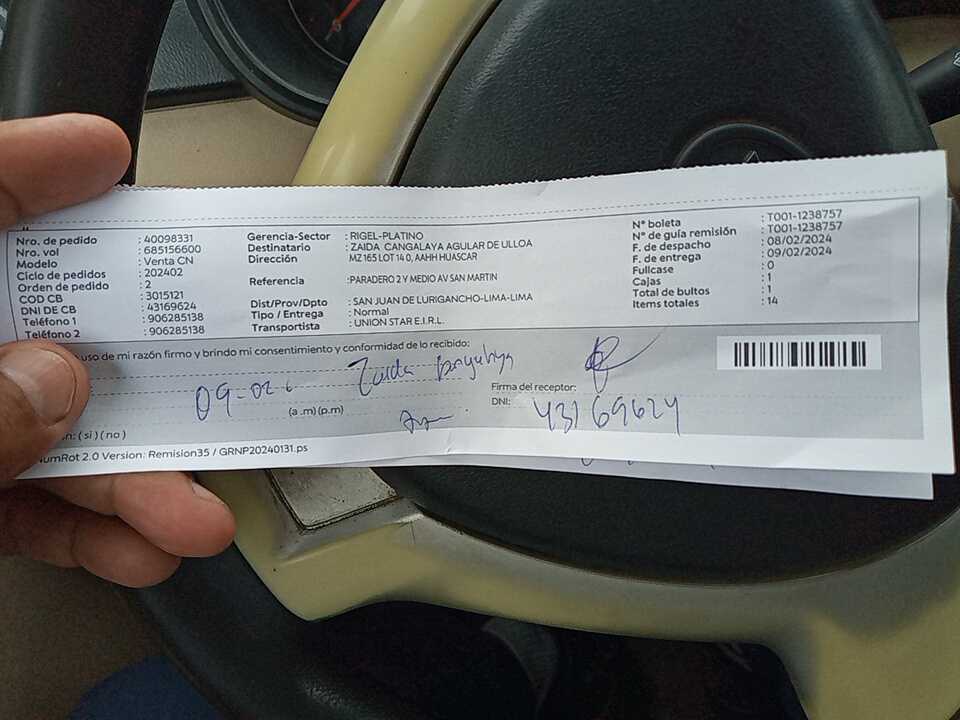 Nro. de pedido : 40098331
Nro. vol : 685156600
Modelo : Venta CN
Ciclo de pedidos : 202402
Orden de pedido : 2
COD CB : 3015121
DNI DE CB : 43169624
Teléfono 1 : 906285138
Teléfono 2 : 906285138
Gerencia-Sector : RIGEL-PLATINO
Destinatario : ZAIDA CANGALAYA AGULAR DE ULLOA
Dirección MZ 165 LOT 14 0, AAHH HUASCAR
Referencia : PARADERO 2 Y MEDIO AV SAN MARTIN
Dist/Prov/Dpto : SAN JUAN DE LURIGANCHO-LIMA-LIMA
Tipo / Entrega : Normal
Transportista : UNION STAR E.I.R.L.
N° boleta : T001-1238757
N° de guía remisión : T001-1238757
F. de despacho : 08/02/2024
F. de entrega : 09/02/2024
Fullcase : 0
Cajas : 1
Total de bultos : 1
Items totales : 14
uso de mi razón firmo y brindo mi consentimiento y conformidad de lo recibido:
09-02 Zaida
(a .m) (p.m)
Firma del receptor:
DNI: 43169624
( si ) ( no )
NumRot 2.0 Version: Remision35 / GRNP20240131.ps